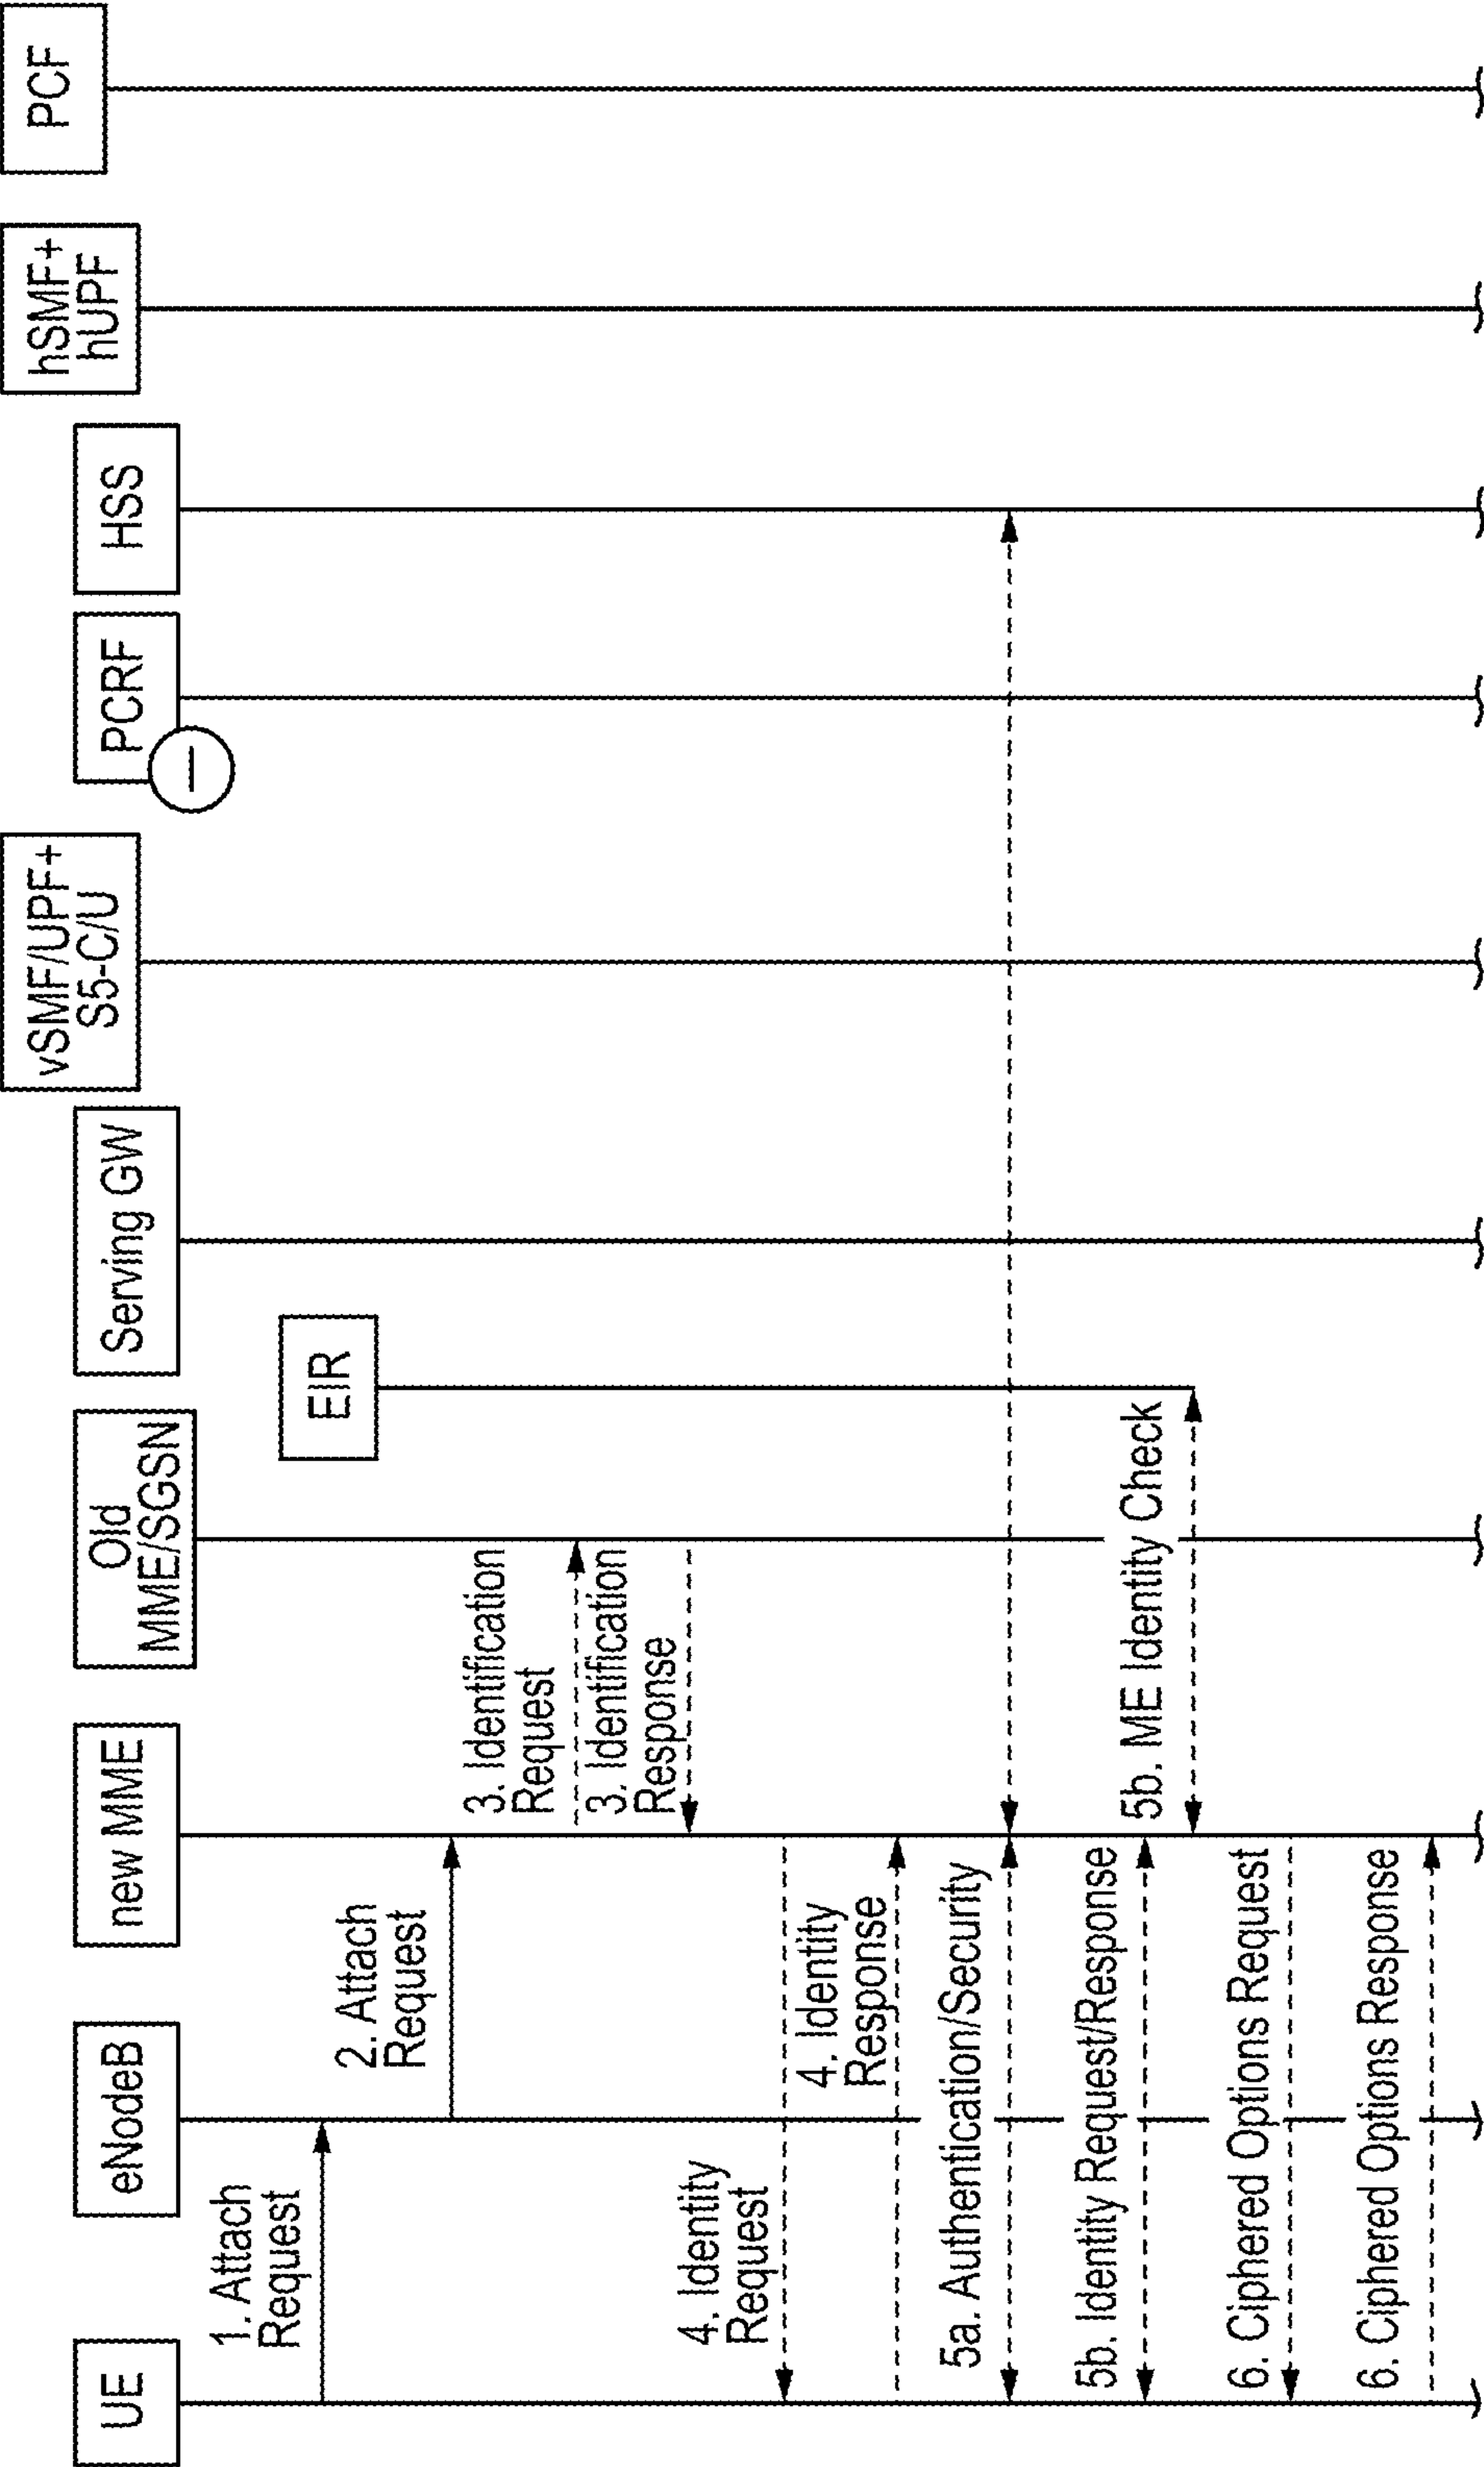 UE
eNodeB
new MME
Old
MME/SGSN
EIR
Serving GW
vSMF/UPF+
S5-C/U
PCRF
HSS
hSMF+
hUPF
PCF
1. Attach
Request
2. Attach
Request
3. Identification
Request
3. Identification
Response
4. Identity
Request
4. Identity
Response
5a. Authentication/Security
5b. Identity Request/Response
5b. ME Identity Check
6. Ciphered Options Request
6. Ciphered Options Response